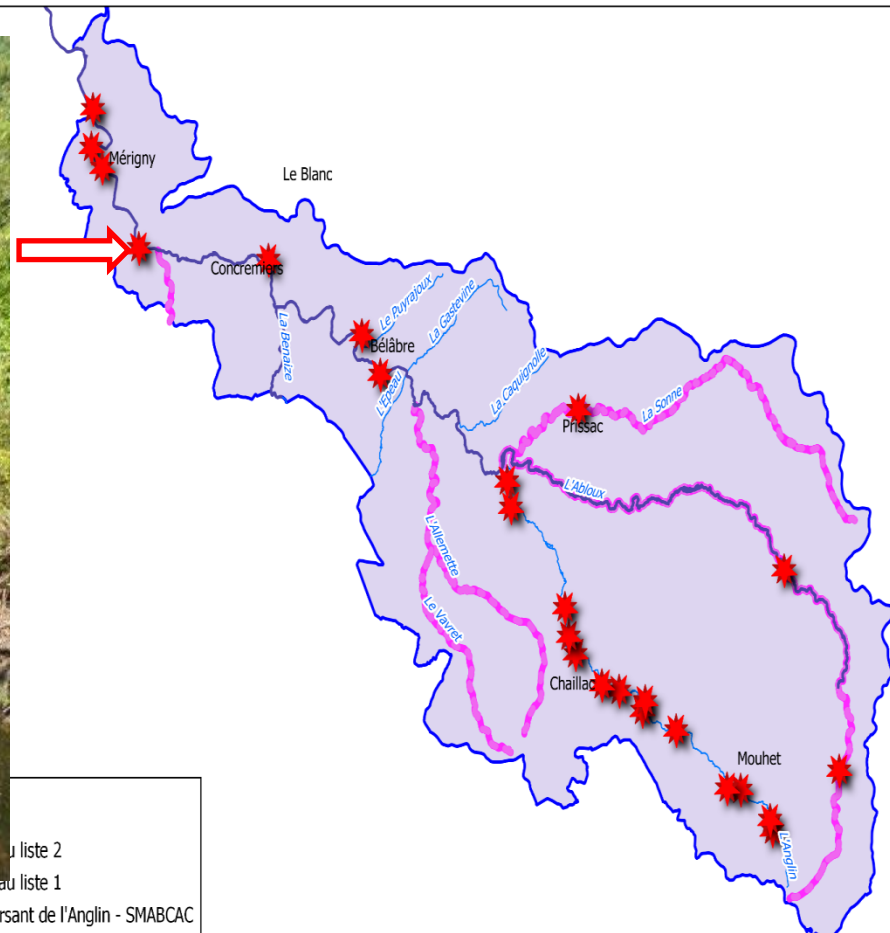 Mérigny
Le Blanc
Concremiers
La Benaize
Le Puyrajoux
La Gastevine
Bélâbre
L'Epeau
La Caquignolle
La Sonne
Prissac
L'Abloux
L'Allemette
Le Vavret
Chaillac
Mouhet
L'Anglin
u liste 2
au liste 1
rsant de l'Anglin - SMABCAC